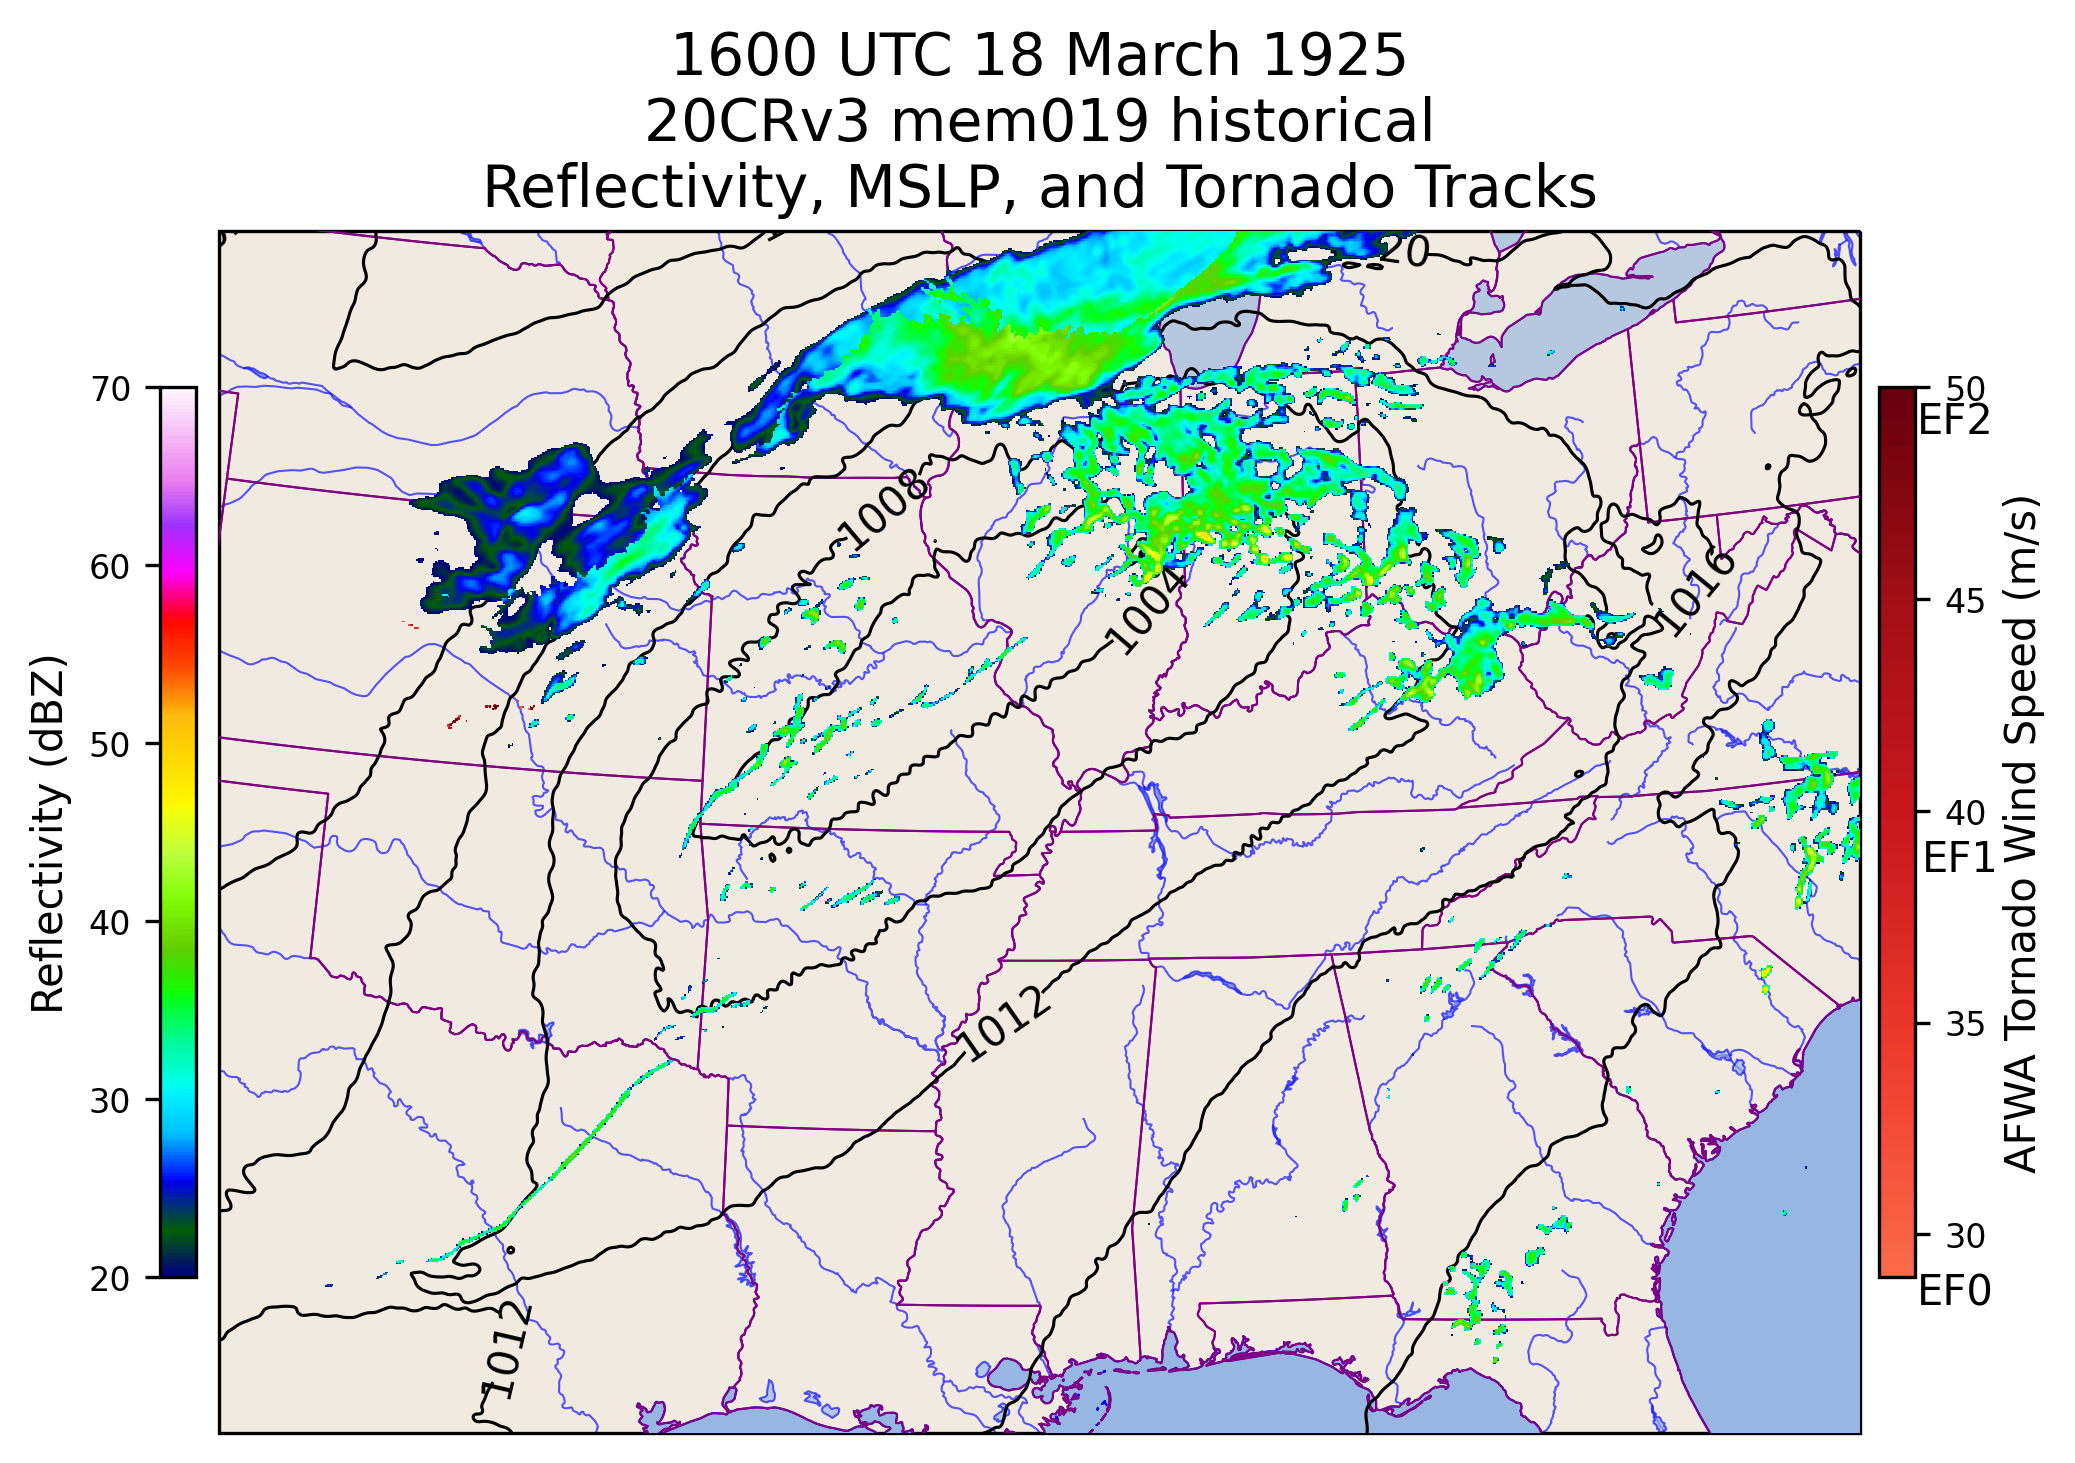 1600 UTC 18 March 1925
20CRv3 mem019 historical
Reflectivity, MSLP, and Tornado Tracks
20
1008
1004
1016
1012
1012
70
60
50
40
30
20
Reflectivity (dBZ)
50
EF2
45
40
EF1
35
30
EF0
AFWA Tornado Wind Speed (m/s)